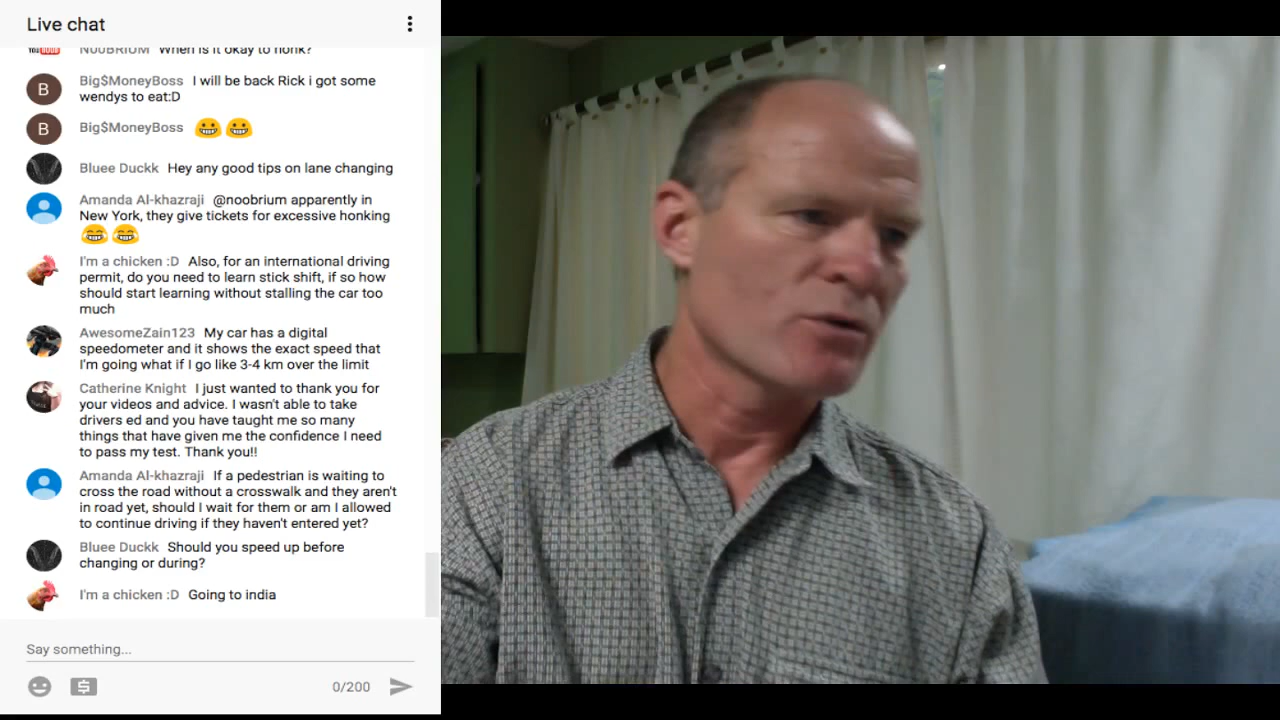 Live chat
N00BRIUM When is it okay to honk?
Big$MoneyBoss I will be back Rick i got some
wendys to eat:D
B
Big$MoneyBoss
B
Bluee Duckk Hey any good tips on lane changing
Amanda Al-khazraji @noobrium apparently in
New York, they give tickets for excessive honking
I'm a chicken :D Also, for an international driving
permit, do you need to learn stick shift, if so how
should start learning without stalling the car too
much
AwesomeZain123 My car has a digital
speedometer and it shows the exact speed that
I'm going what if I go like 3-4 km over the limit
Catherine Knight I just wanted to thank you for
your videos and advice. I wasn't able to take
drivers ed and you have taught me so many
things that have given me the confidence I need
to pass my test. Thank you!!
Amanda Al-khazraji If a pedestrian is waiting to
cross the road without a crosswalk and they aren't
in road yet, should I wait for them or am I allowed
to continue driving if they haven't entered yet?
Bluee Duckk Should you speed up before
changing or during?
I'm a chicken :D Going to india
Say something...
0/200